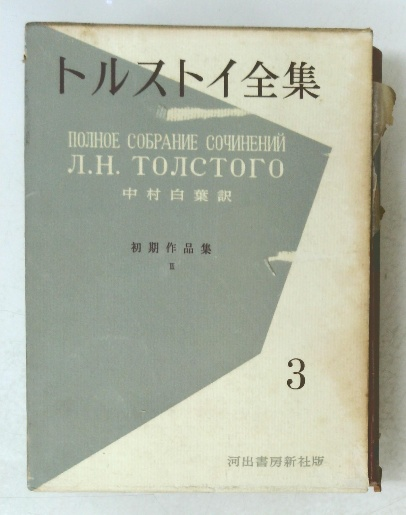 トルストイ全集
ПОЛНОЕ СОБРАНИЕ СОЧИНЕНИЙ
Л.Н. ТОЛСТОГО
中村白葉訳
初期作品集
II
3
河出書房新社版